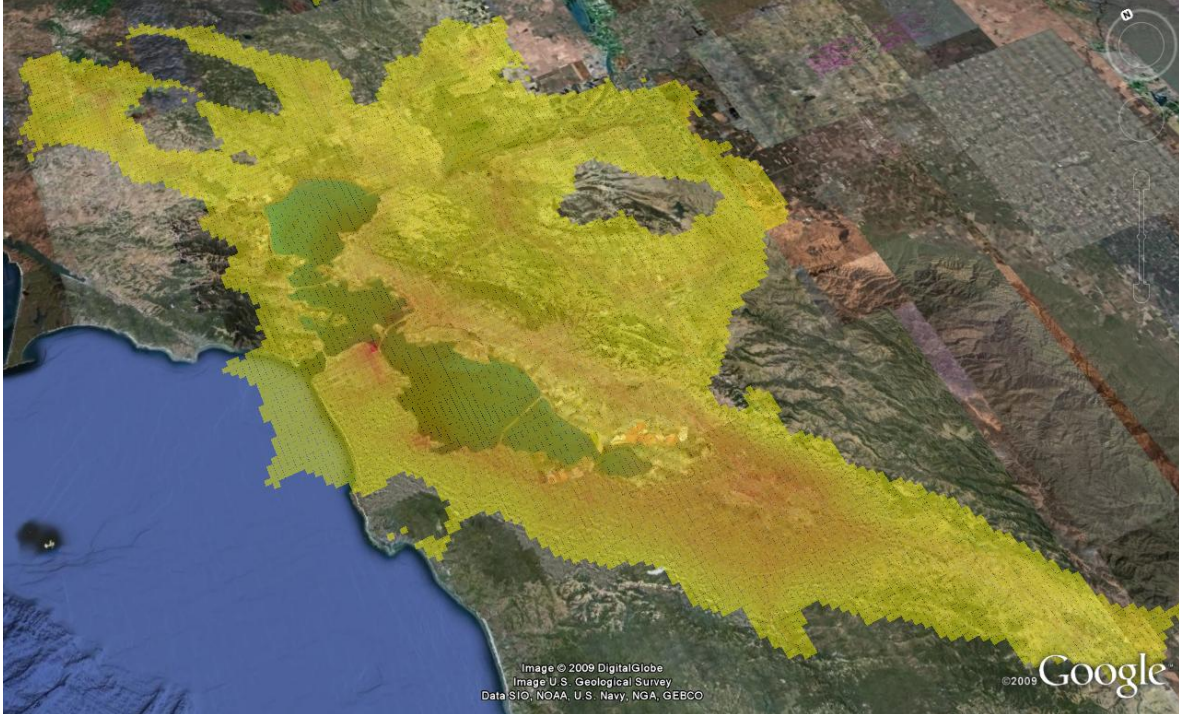 N
Image © 2009 DigitalGlobe
Image U.S. Geological Survey
Data SIO, NOAA, U.S. Navy, NGA, GEBCO
©2009 Google